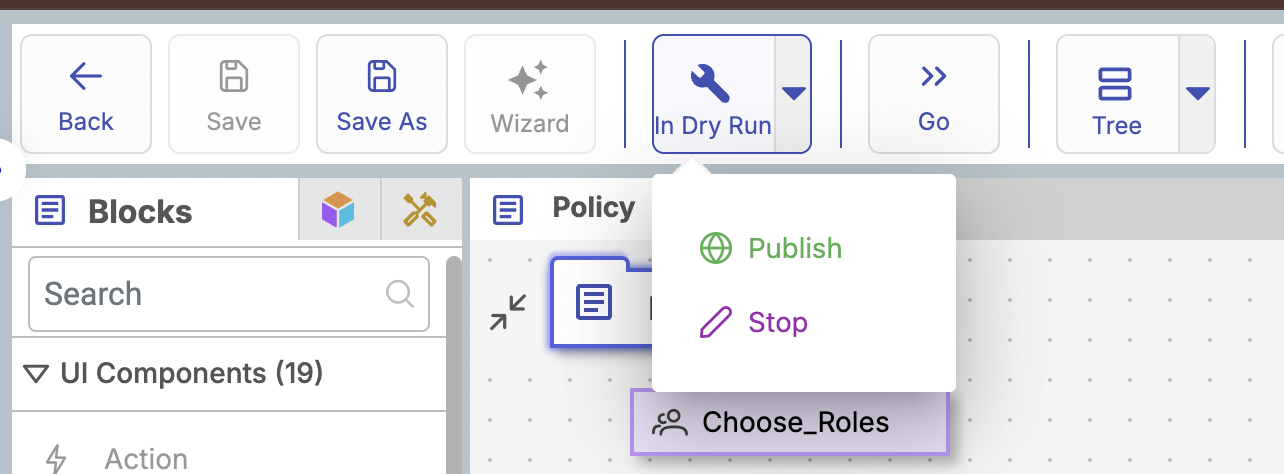 Back
Save
Save As
Wizard
In Dry Run
Go
Tree
Blocks
Policy
Publish
Stop
Search
UI Components (19)
Choose_Roles
Action